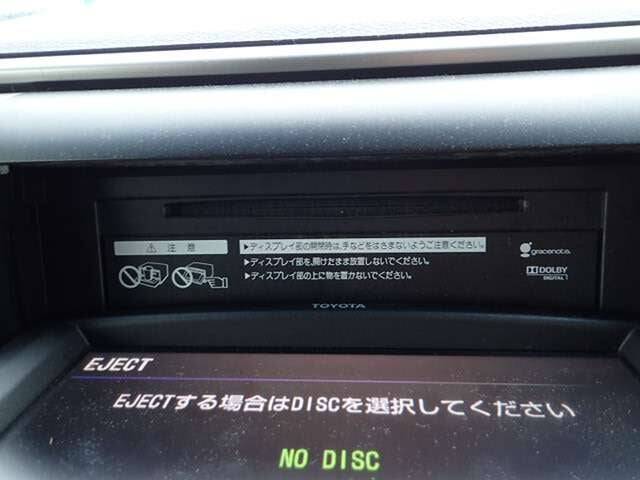 ⚠ 注 意
▶ディスプレイ部の開閉時は、手などをはさまないようご注意ください。
▶ディスプレイ部を、開けたまま放置しないでください。
▶ディスプレイ部の上に物を置かないでください。
gracenote.
DOLBY
DIGITAL
TOYOTA
EJECT
EJECTする場合はDISCを選択してください
NO DISC